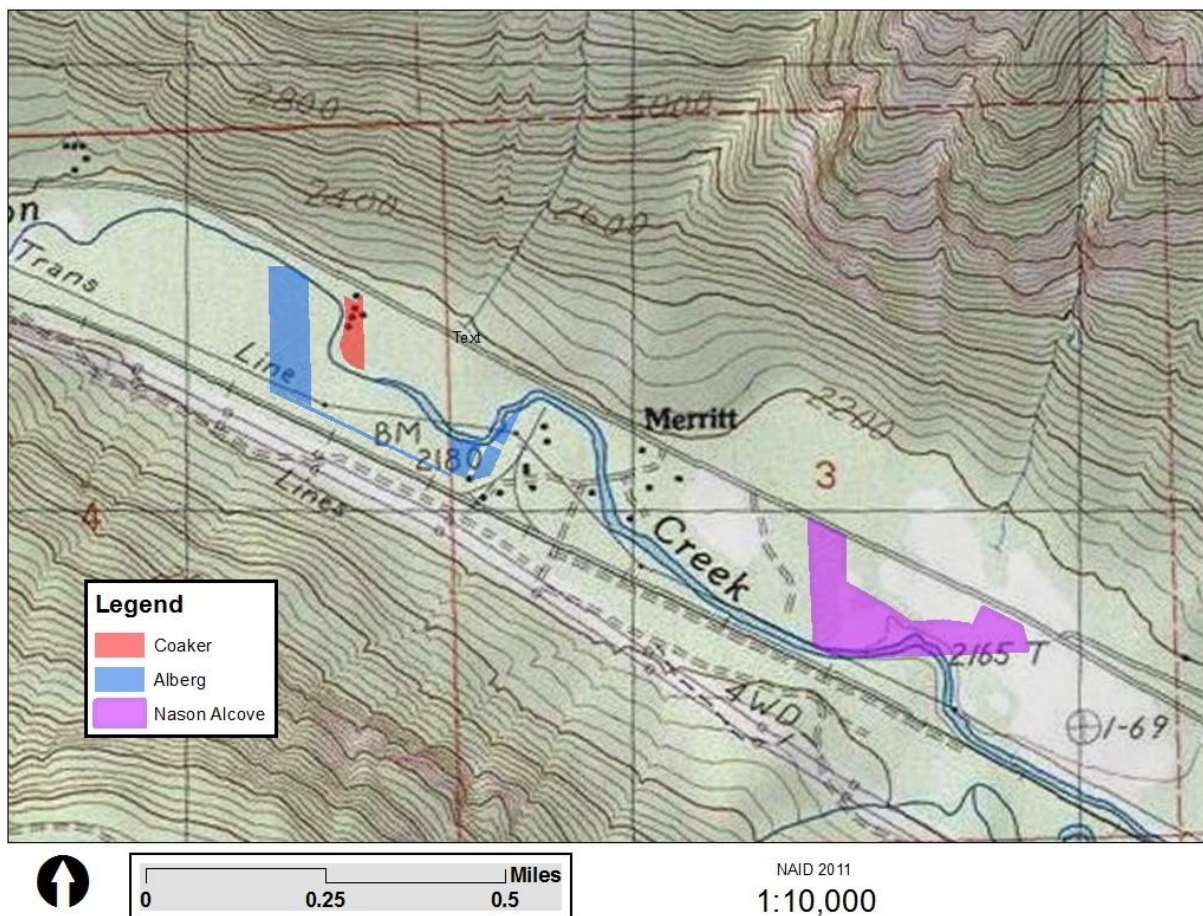 2800
3000
on
2400
2600
Trans
Text
Line
Merritt
2200
BM
2180
3
Lines
4
Creek
Legend
Coaker
Alberg
Nason Alcove
2165 T
4WD
1-69
Miles
0
0.25
0.5
NAID 2011
1:10,000